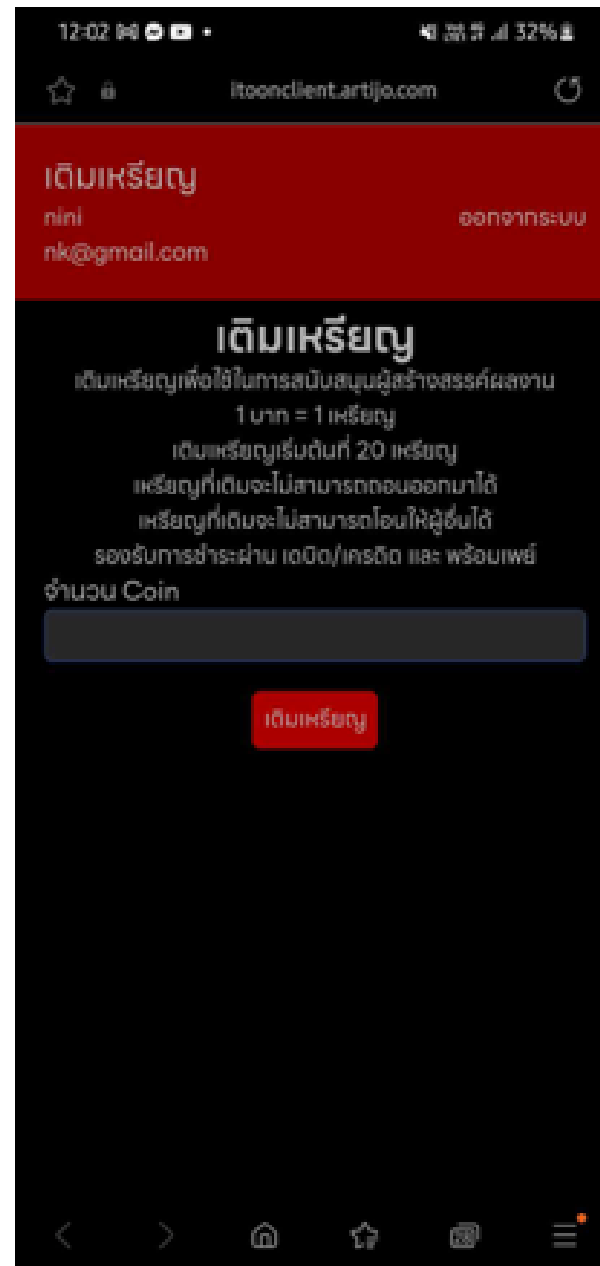 12:02
32%
itoonclient.artijo.com
เติมเหรียญ
nini
ออกจากระบบ
nk@gmail.com
เติมเหรียญ
เติมเหรียญเพื่อใช้ในการสนับสนุนผู้สร้างสรรค์ผลงาน
1 บาท = 1 เหรียญ
เติมเหรียญเริ่มต้นที่ 20 เหรียญ
เหรียญที่เติมจะไม่สามารถถอนออกมาได้
เหรียญที่เติมจะไม่สามารถโอนให้ผู้อื่นได้
รองรับการชำระผ่าน เดบิต/เครดิต และ พร้อมเพย์
จำนวน Coin
เติมเหรียญ